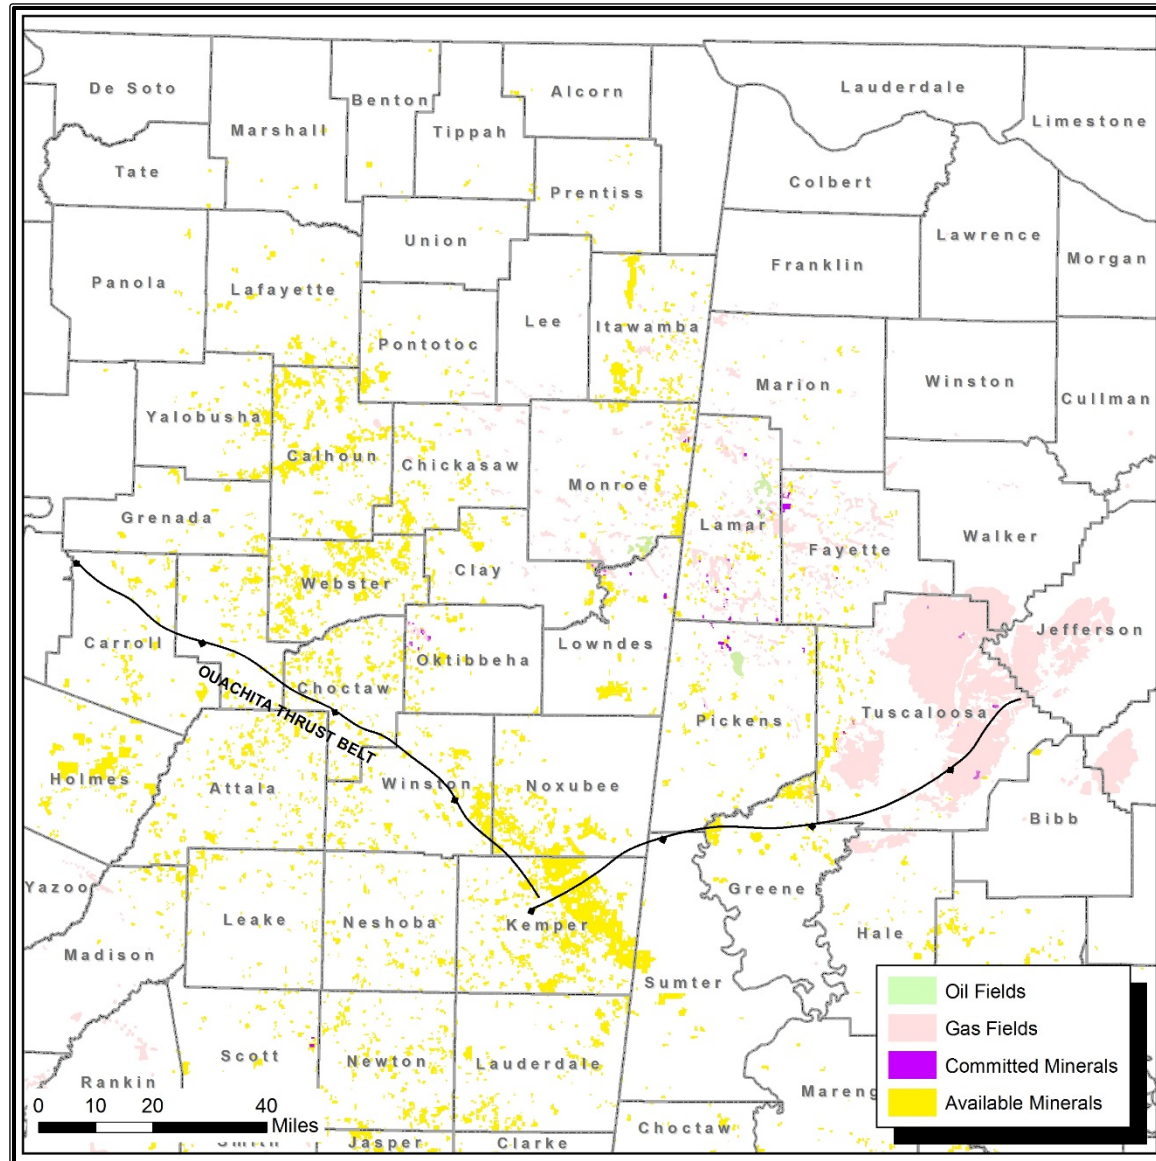 De Soto
Benton
Alcorn
Lauderdale
Marshall
Tippah
Limestone
Tate
Prentiss
Colbert
Union
Lawrence
Franklin
Morgan
Panola
Lafayette
Lee
Itawamba
Pontotoc
Marion
Winston
Cullman
Yalobusha
Calhoun
Chickasaw
Monroe
Grenada
Lamar
Walker
Fayette
Clay
Webster
Jefferson
Carroll
Lowndes
Oktibbeha
Choctaw
OUACHITA THRUST BELT
Tuscaloosa
Pickens
Holmes
Attala
Winston
Noxubee
Bibb
Yazoo
Greene
Leake
Neshoba
Kemper
Hale
Madison
Sumter
Scott
Newton
Lauderdale
Rankin
Choctaw
Jasper
Clarke
0 10 20 40
Miles
Oil Fields
Gas Fields
Committed Minerals
Available Minerals